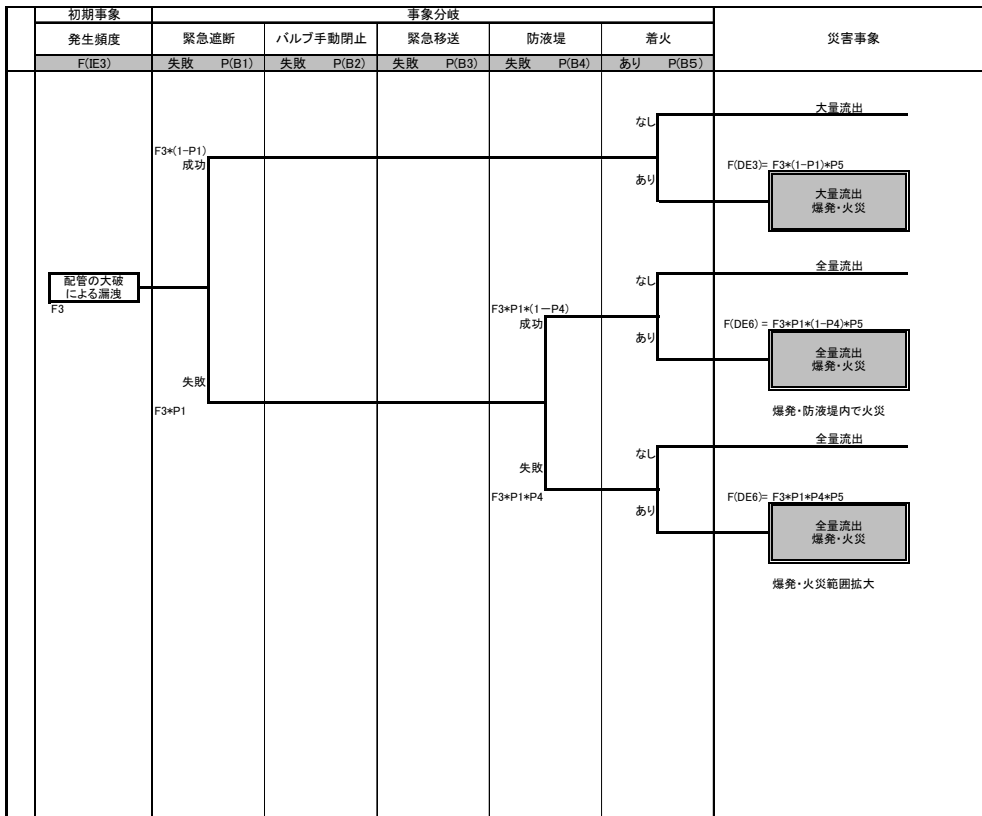 初期事象 事象分岐
発生頻度 緊急遮断 バルブ手動閉止 緊急移送 防液堤 着火 災害事象
F(IE3) 失敗 P(B1) 失敗 P(B2) 失敗 P(B3) 失敗 P(B4) あり P(B5)
大量流出
なし
F3*(1-P1)
成功
F(DE3)= F3*(1-P1)*P5
あり
大量流出
爆発・火災
全量流出
配管の大破
による漏洩
なし
F3
F3*P1*(1-P4)
成功
F(DE6) = F3*P1*(1-P4)*P5
あり
全量流出
爆発・火災
失敗
F3*P1
爆発・防液堤内で火災
全量流出
なし
失敗
F3*P1*P4
F(DE6)= F3*P1*P4*P5
あり
全量流出
爆発・火災
爆発・火災範囲拡大